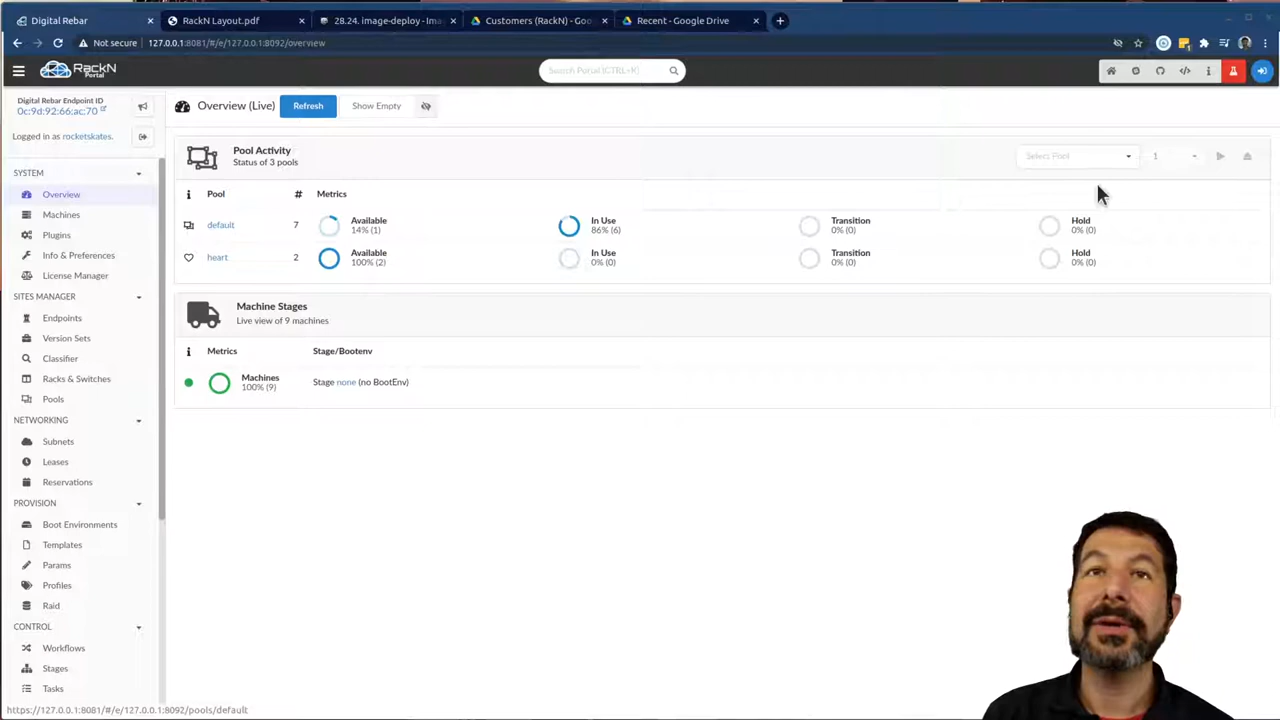 Digital Rebar
RackN Layout.pdf
28.24. image-deploy - Ima
Customers (RackN) - Goo
Recent - Google Drive
Not secure
127.0.0.1:8081/#/e/127.0.0.1:8092/overview
RackN
Portal
Search Portal (CTRL+K)
Digital Rebar Endpoint ID
0c:9d:92:66:ac:70
Logged in as rocketskates.
Overview (Live)
Refresh
Show Empty
SYSTEM
Overview
Machines
Plugins
Info & Preferences
License Manager
SITES MANAGER
Endpoints
Version Sets
Classifier
Racks & Switches
Pools
NETWORKING
Subnets
Leases
Reservations
PROVISION
Boot Environments
Templates
Params
Profiles
Raid
CONTROL
Workflows
Stages
Tasks
Pool Activity
Status of 3 pools
Select Pool
1
Pool
#
Metrics
default
7
Available
14% (1)
In Use
86% (6)
Transition
0% (0)
Hold
0% (0)
heart
2
Available
100% (2)
In Use
0% (0)
Transition
0% (0)
Hold
0% (0)
Machine Stages
Live view of 9 machines
Metrics
Stage/Bootenv
Machines
100% (9)
Stage none (no BootEnv)
https://127.0.0.1:8081/#/e/127.0.0.1:8092/pools/default